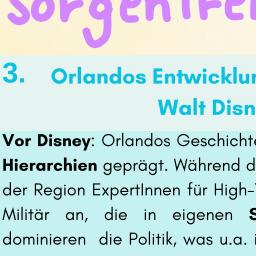 sorgenfrei
3. Orlandos Entwicklu
Walt Disn
Vor Disney: Orlandos Geschichte
Hierarchien geprägt. Während d
der Region ExpertInnen für High-
Militär an, die in eigenen S
dominieren die Politik, was u.a. i